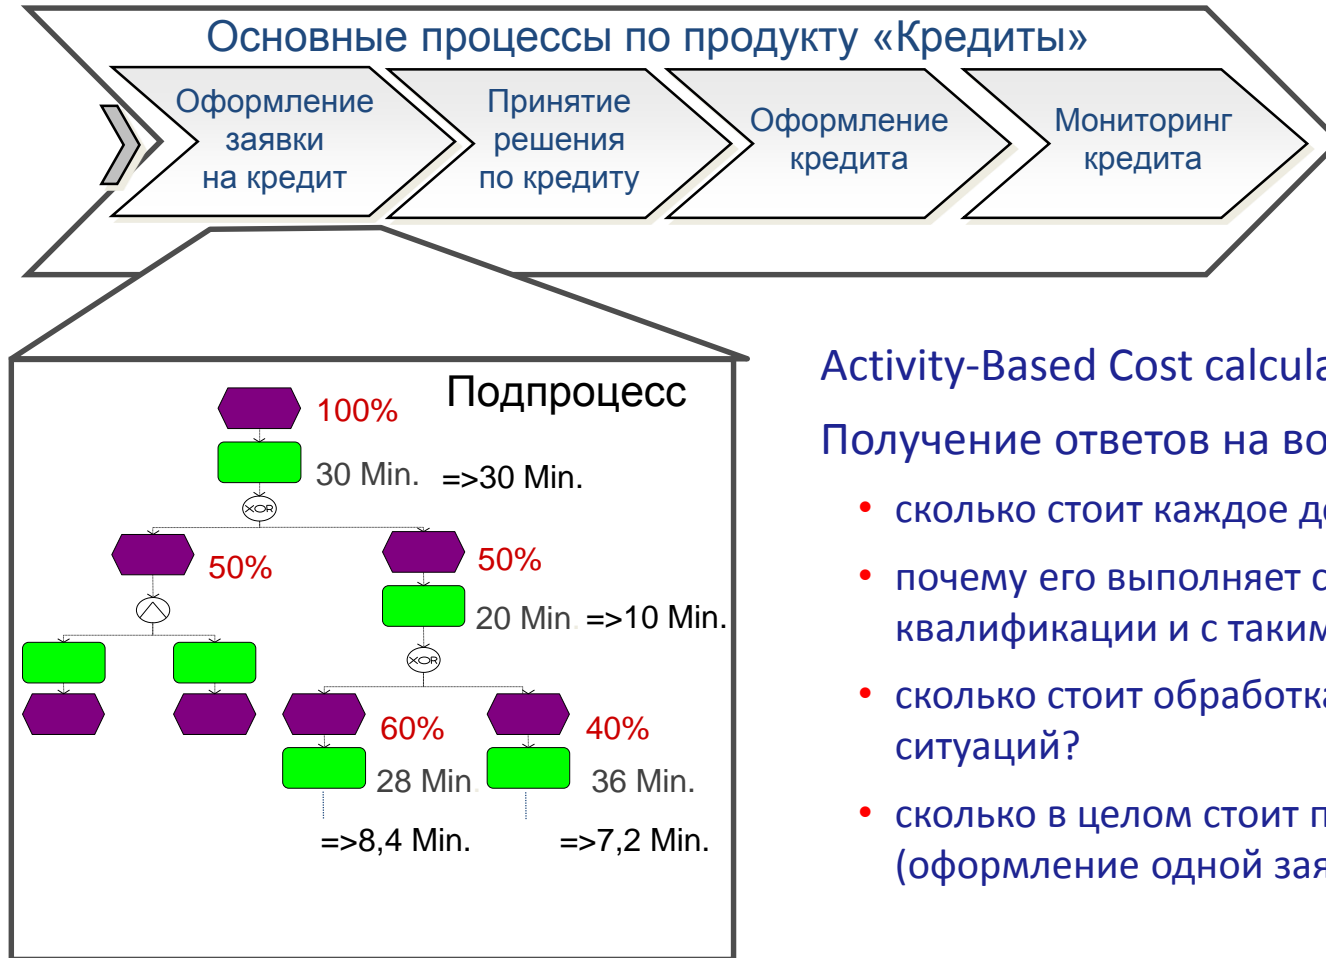 Основные процессы по продукту «Кредиты»
Оформление
заявки
на кредит
Принятие
решения
по кредиту
Оформление
кредита
Мониторинг
кредита
Подпроцесс
100%
30 Min. =>30 Min.
XOR
50%
50%
20 Min. =>10 Min.
XOR
60%
40%
28 Min.
36 Min.
=>8,4 Min.
=>7,2 Min.
Activity-Based Cost
Получение ответов на
• сколько стоит каждое
• почему его выполняет
квалификации и с
• сколько стоит
ситуаций?
• сколько в целом стоит
(оформление одной